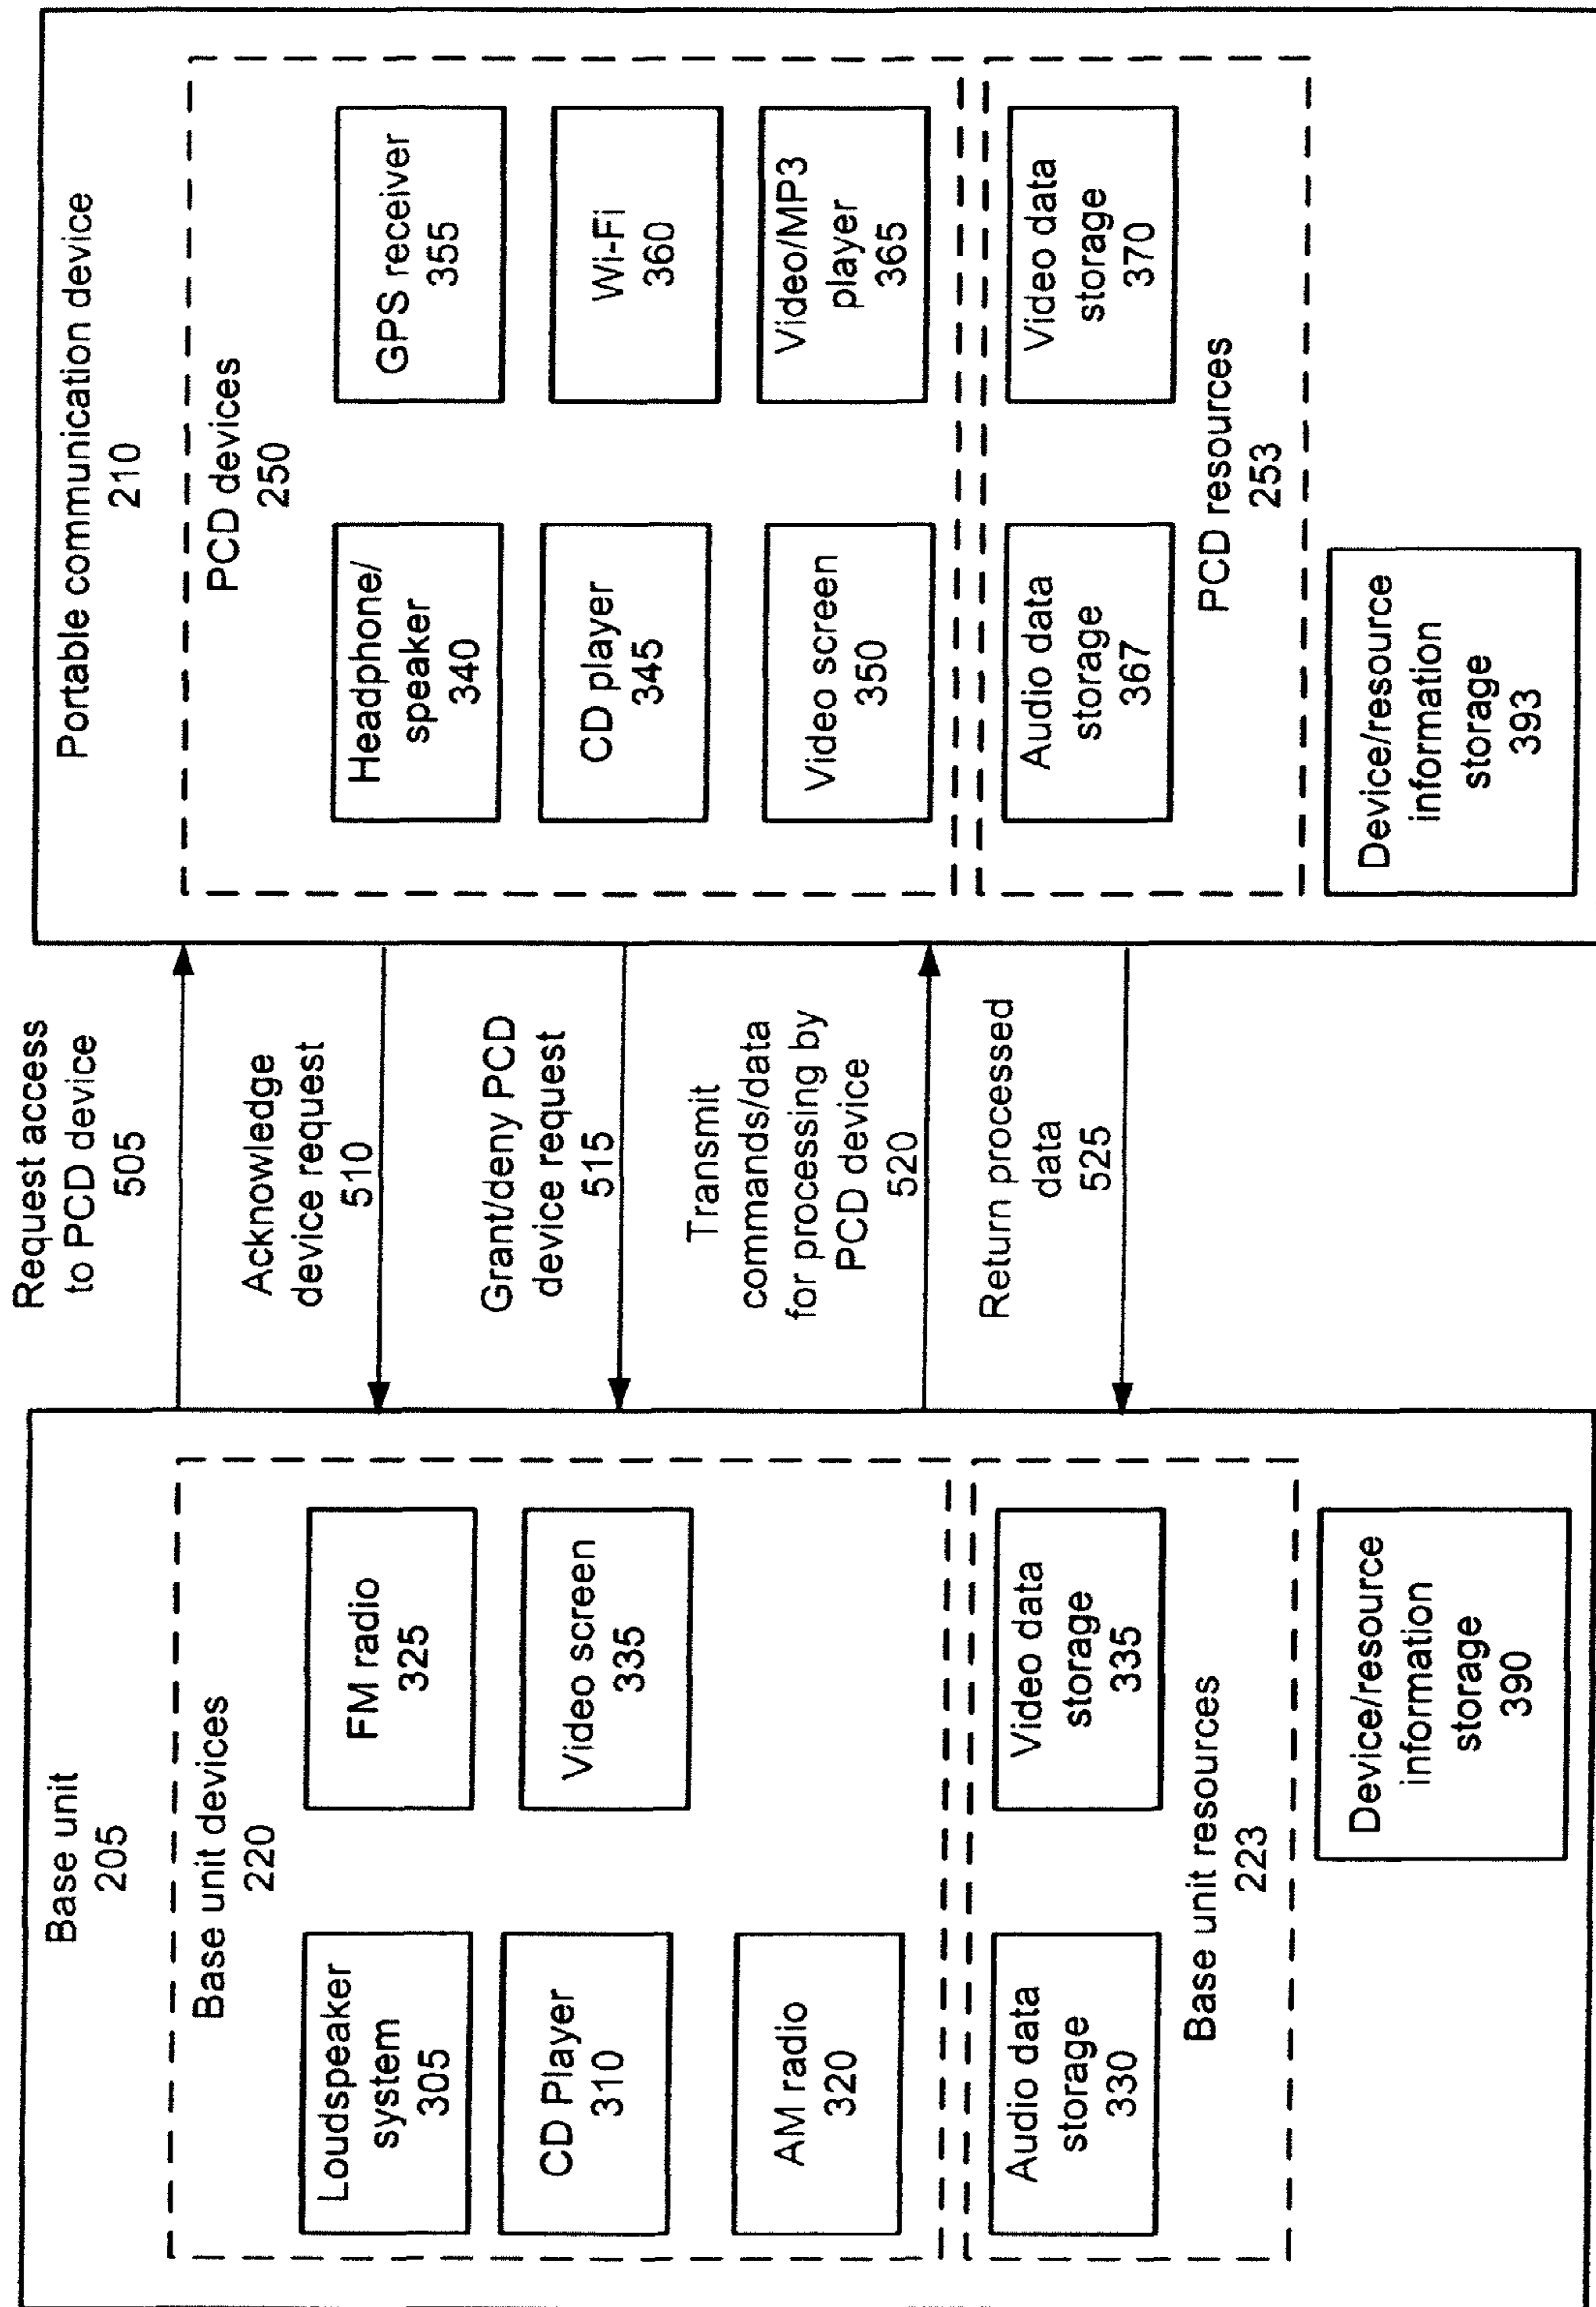 Base unit
205
Base unit devices
220
Loudspeaker
system
305
FM radio
325
CD Player
310
Video screen
335
AM radio
320
Audio data
storage
330
Video data
storage
335
Base unit resources
223
Device/resource
information
storage
390
Request access
to PCD device
505
Acknowledge
device request
510
Grant/deny PCD
device request
515
Transmit
commands/data
for processing by
PCD device
520
Return processed
data
525
Portable communication device
210
PCD devices
250
Headphone/
speaker
340
GPS receiver
355
CD player
345
Wi-Fi
360
Video screen
350
Video/MP3
player
365
Audio data
storage
367
Video data
storage
370
PCD resources
253
Device/resource
information
storage
393